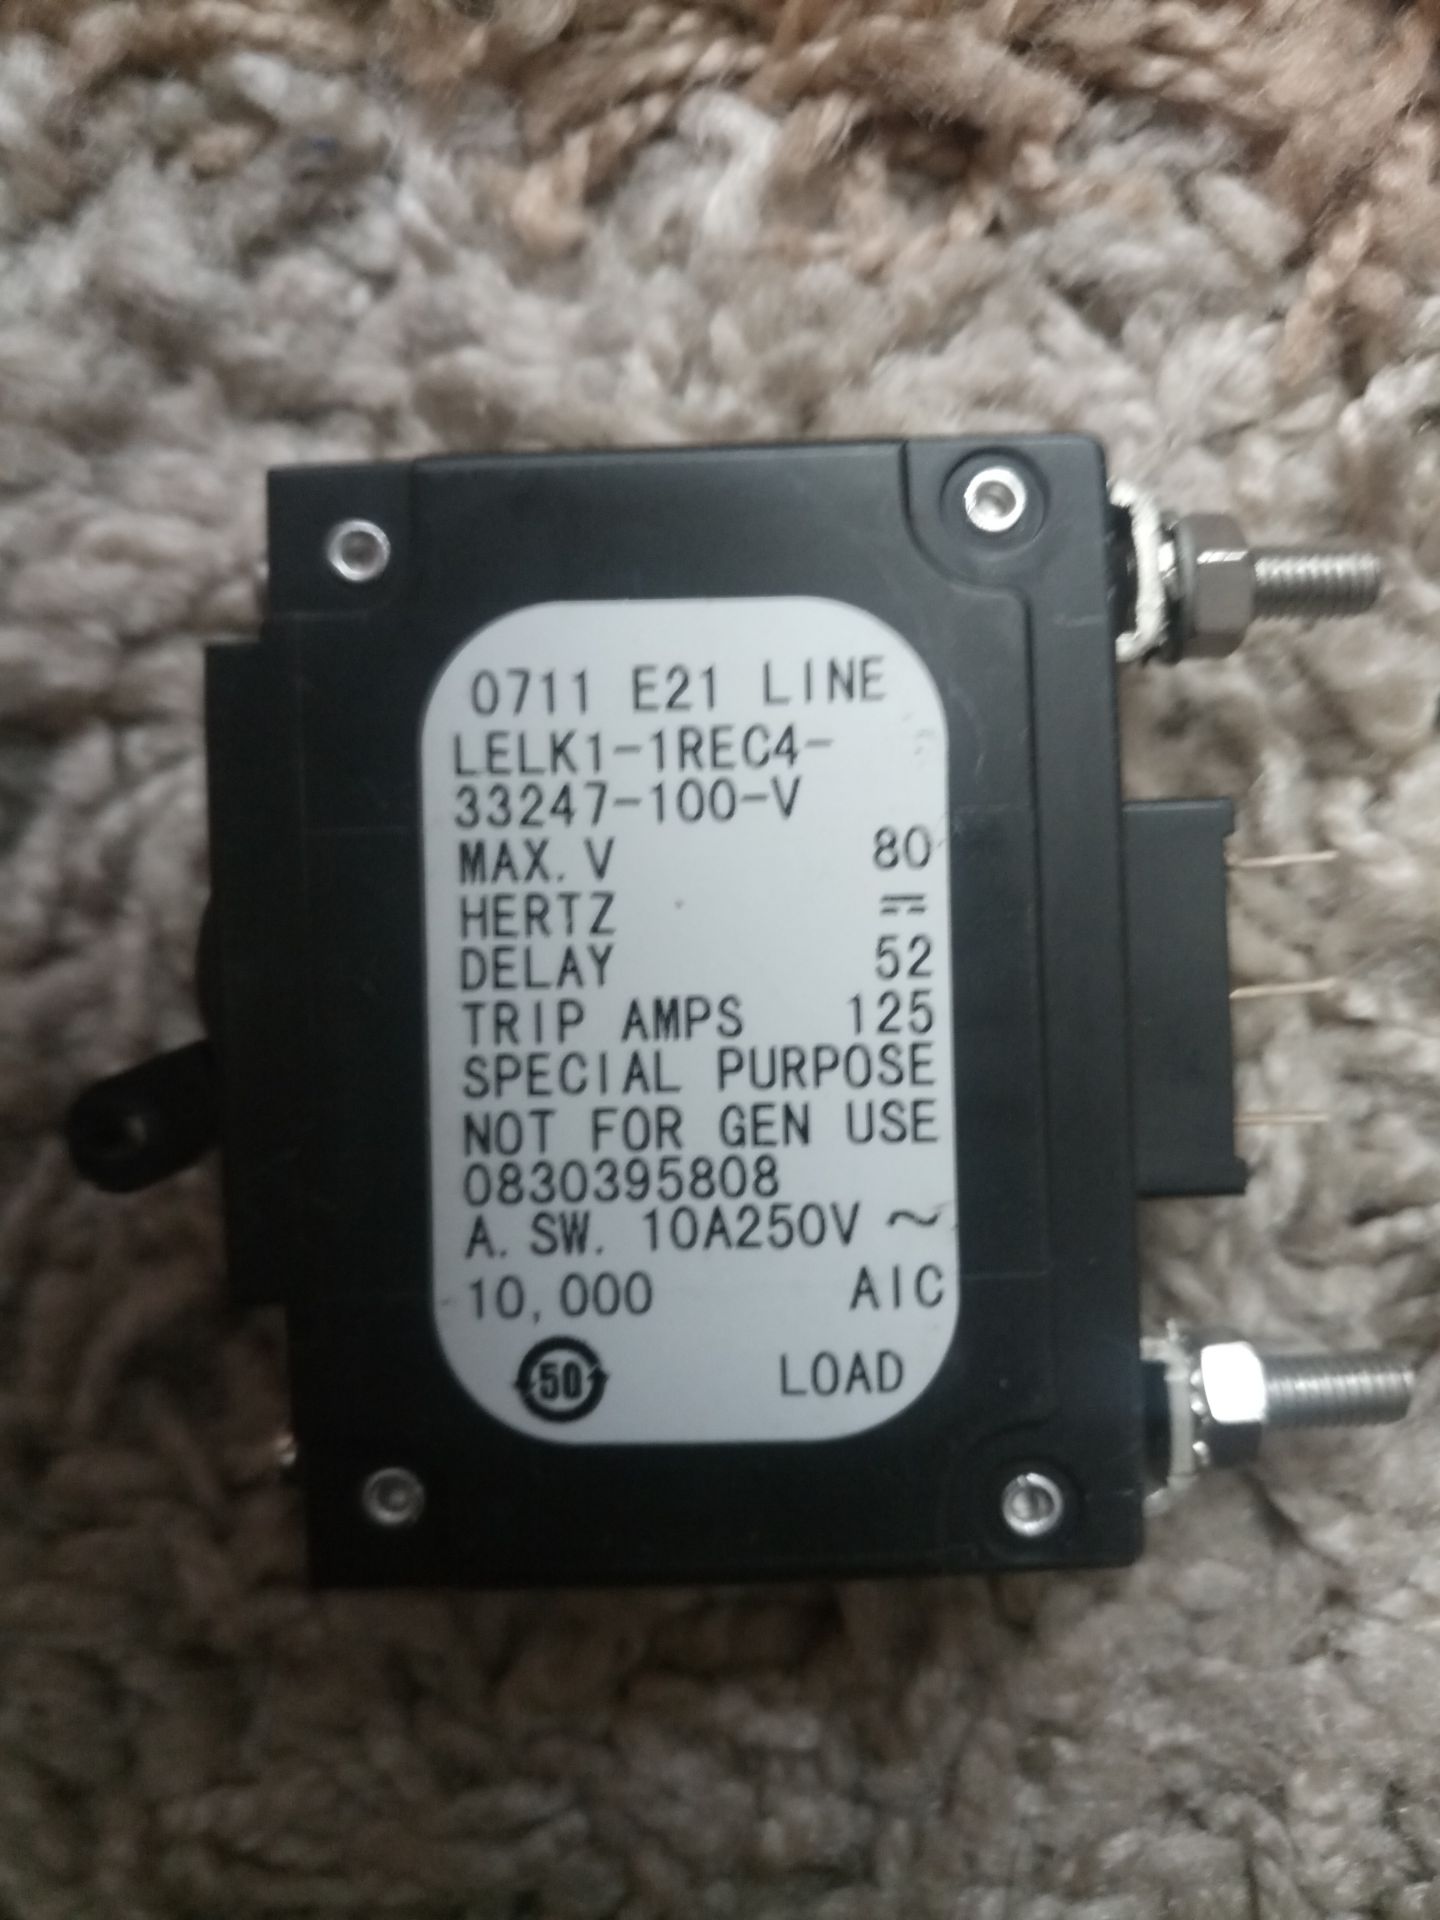 0711 E21 LINE
LELK1-1REC4-
33247-100-V
MAX. V 80
HERTZ ⎓
DELAY 52
TRIP AMPS 125
SPECIAL PURPOSE
NOT FOR GEN USE
0830395808
A. SW. 10A250V ~
10,000 AIC
50 LOAD